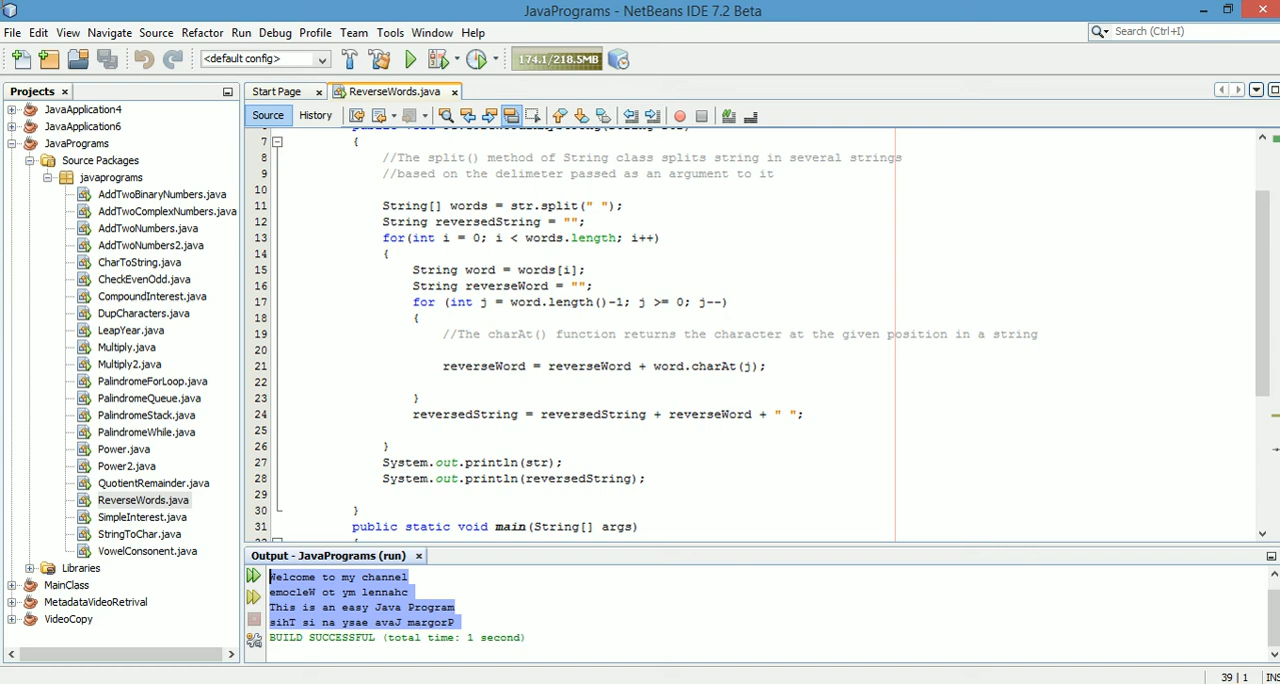 JavaPrograms - NetBeans IDE 7.2 Beta
File Edit View Navigate Source Refactor Run Debug Profile Team Tools Window Help
Search (Ctrl+I)
<default config>
174.1/218.5MB
Projects
Start Page
ReverseWords.java
Source History
JavaApplication4
JavaApplication6
JavaPrograms
Source Packages
javaprograms
AddTwoBinaryNumbers.java
AddTwoComplexNumbers.java
AddTwoNumbers.java
AddTwoNumbers2.java
CharToString.java
CheckEvenOdd.java
CompoundInterest.java
DupCharacters.java
LeapYear.java
Multiply.java
Multiply2.java
PalindromeForLoop.java
PalindromeQueue.java
PalindromeStack.java
PalindromeWhile.java
Power.java
Power2.java
QuotientRemainder.java
ReverseWords.java
SimpleInterest.java
StringToChar.java
VowelConsonent.java
Libraries
MainClass
MetadataVideoRetrival
VideoCopy
7 {
8 //The split() method of String class splits string in several strings
9 //based on the delimeter passed as an argument to it
10
11 String[] words = str.split(" ");
12 String reversedString = "";
13 for(int i = 0; i < words.length; i++)
14 {
15 String word = words[i];
16 String reverseWord = "";
17 for (int j = word.length()-1; j >= 0; j--)
18 {
19 //The charAt() function returns the character at the given position in a string
20
21 reverseWord = reverseWord + word.charAt(j);
22
23 }
24 reversedString = reversedString + reverseWord + " ";
25
26 }
27 System.out.println(str);
28 System.out.println(reversedString);
29
30 }
31 public static void main(String[] args)
Output - JavaPrograms (run)
Welcome to my channel
emocleW ot ym lennahc
This is an easy Java Program
sihT si na ysae avaJ margorP
BUILD SUCCESSFUL (total time: 1 second)
39 | 1 INS